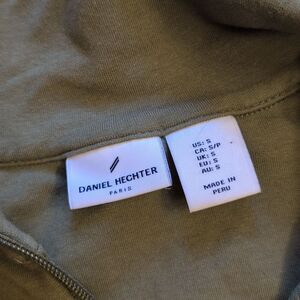 DANIEL HECHTER
PARIS
US: S
CA: S/P
UK: S
EU: S
AU: S
MADE IN
PERU